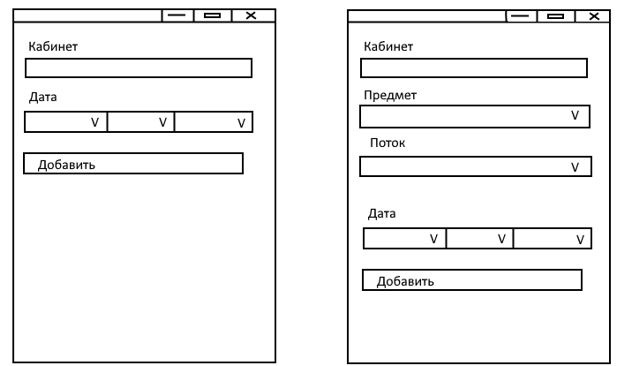 Кабинет
Дата
V V V
Добавить
Кабинет
Предмет
V
Поток
V
Дата
V V V
Добавить